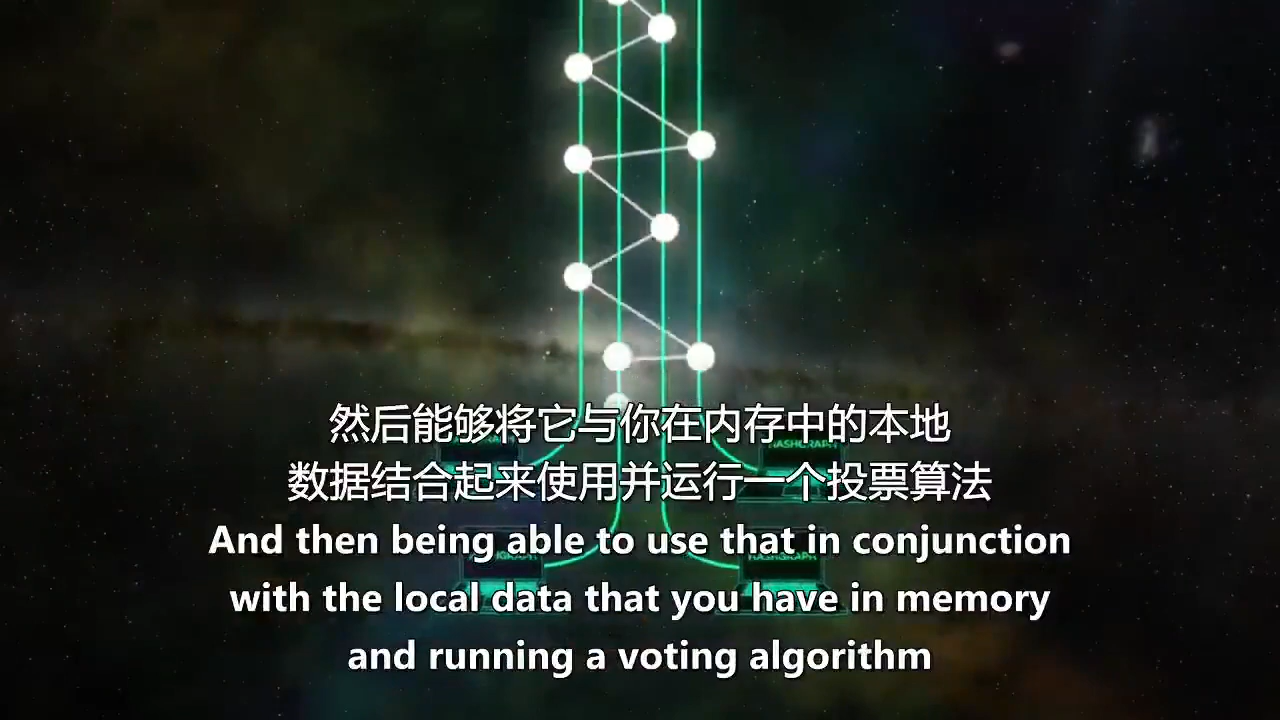 然后能够将它与你在内存中的本地
数据结合起来使用并运行一个投票算法
And then being able to use that in conjunction
with the local data that you have in memory
and running a voting algorithm
HASHGRAPH
HASHGRAPH